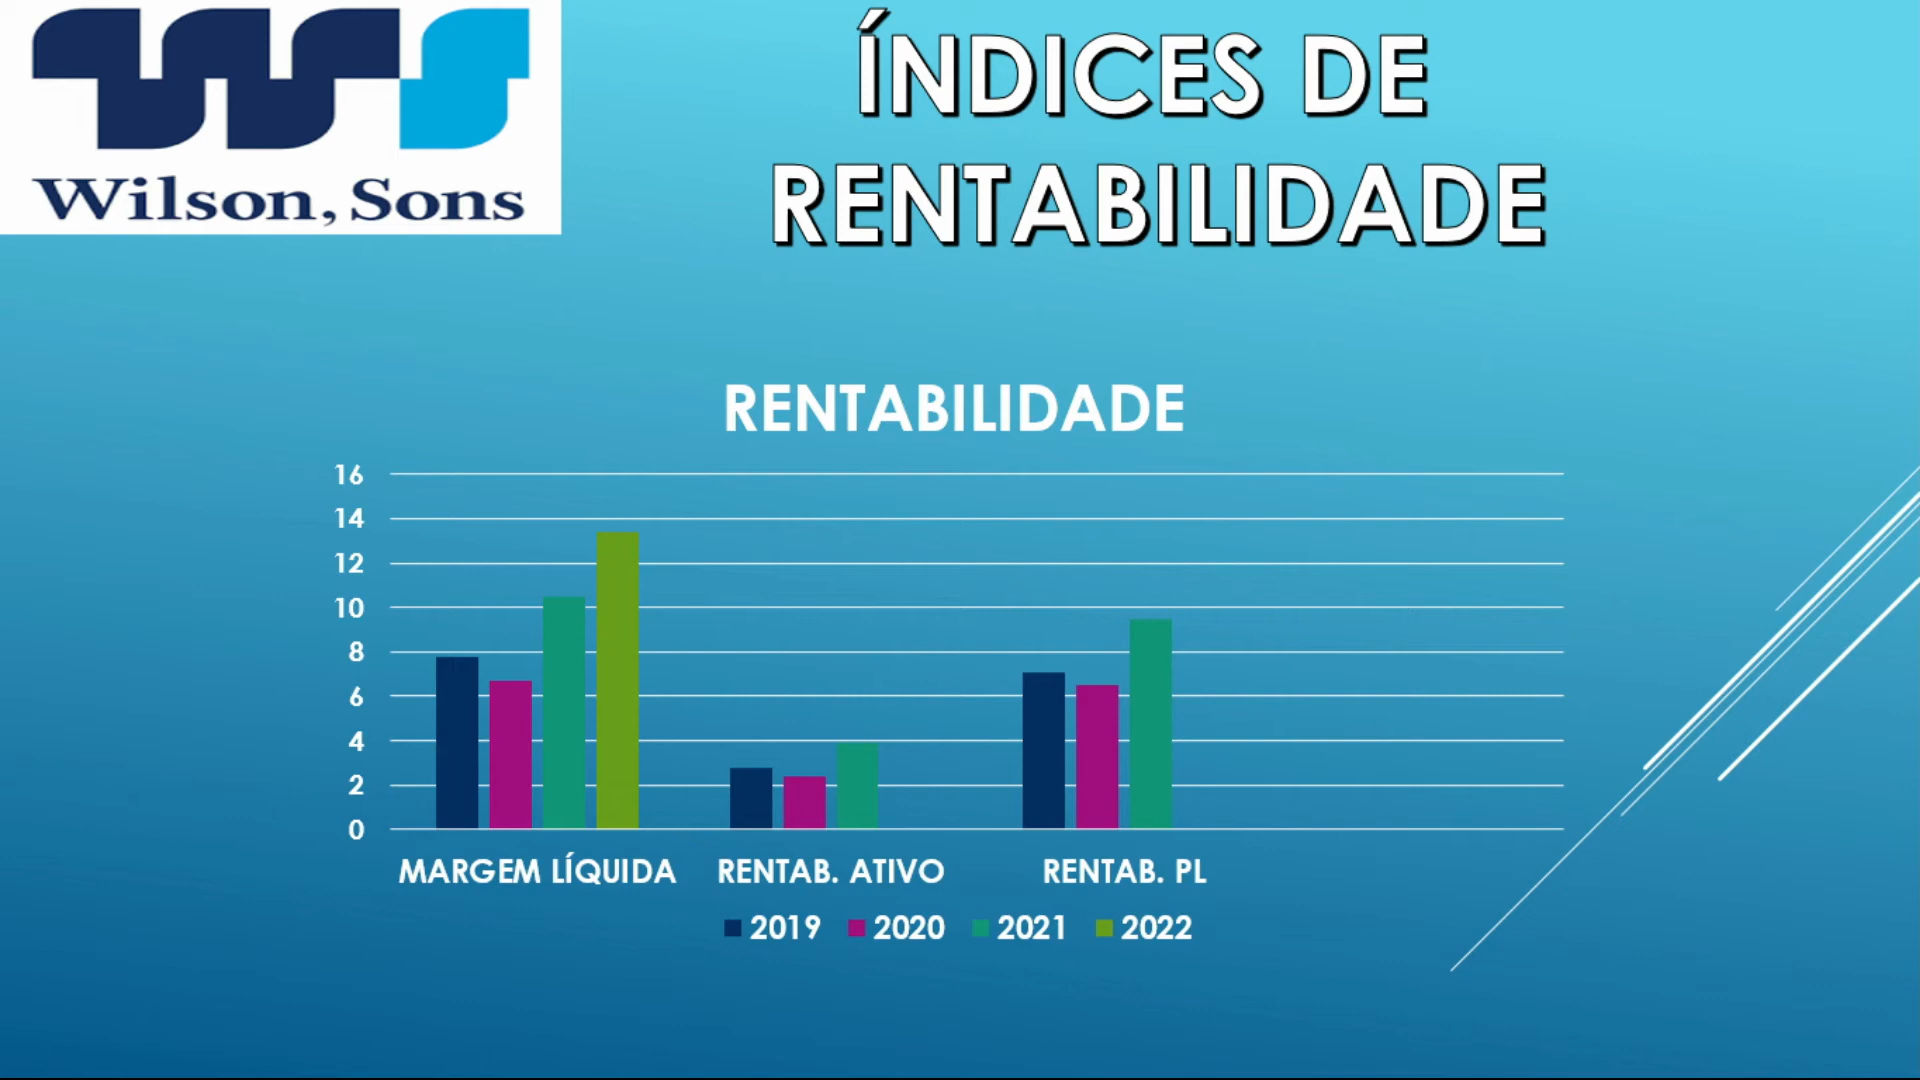 Wilson, Sons
ÍNDICES DE
RENTABILIDADE
RENTABILIDADE
16
14
12
10
8
6
4
2
0
MARGEM LÍQUIDA RENTAB. ATIVO RENTAB. PL
2019 2020 2021 2022